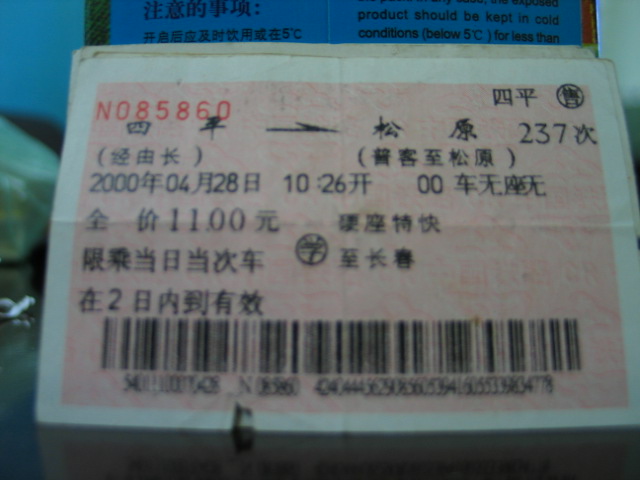 注意的事项：
开启后应及时饮用或在5℃
product should be kept in cold
conditions (below 5℃) for less than
四平 售
N085860
四 平 松 原 237次
(经由长) (普客至松原)
2000年04月28日 10:26开 00 车无座无
全 价11.00元 硬座特快
限乘当日当次车 学 至长春
在2日内到有效
N 085860